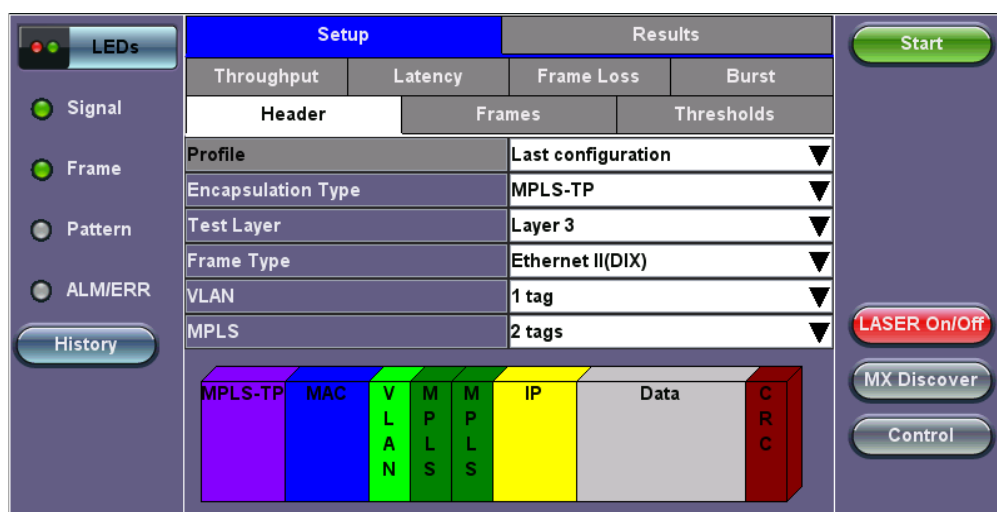 LEDs
Signal
Frame
Pattern
ALM/ERR
History
Setup Results
Throughput Latency Frame Loss Burst
Header Frames Thresholds
Profile Last configuration
Encapsulation Type MPLS-TP
Test Layer Layer 3
Frame Type Ethernet II(DIX)
VLAN 1 tag
MPLS 2 tags
MPLS-TP MAC VLAN MPLS MPLS IP Data CRC
Start
LASER On/Off
MX Discover
Control